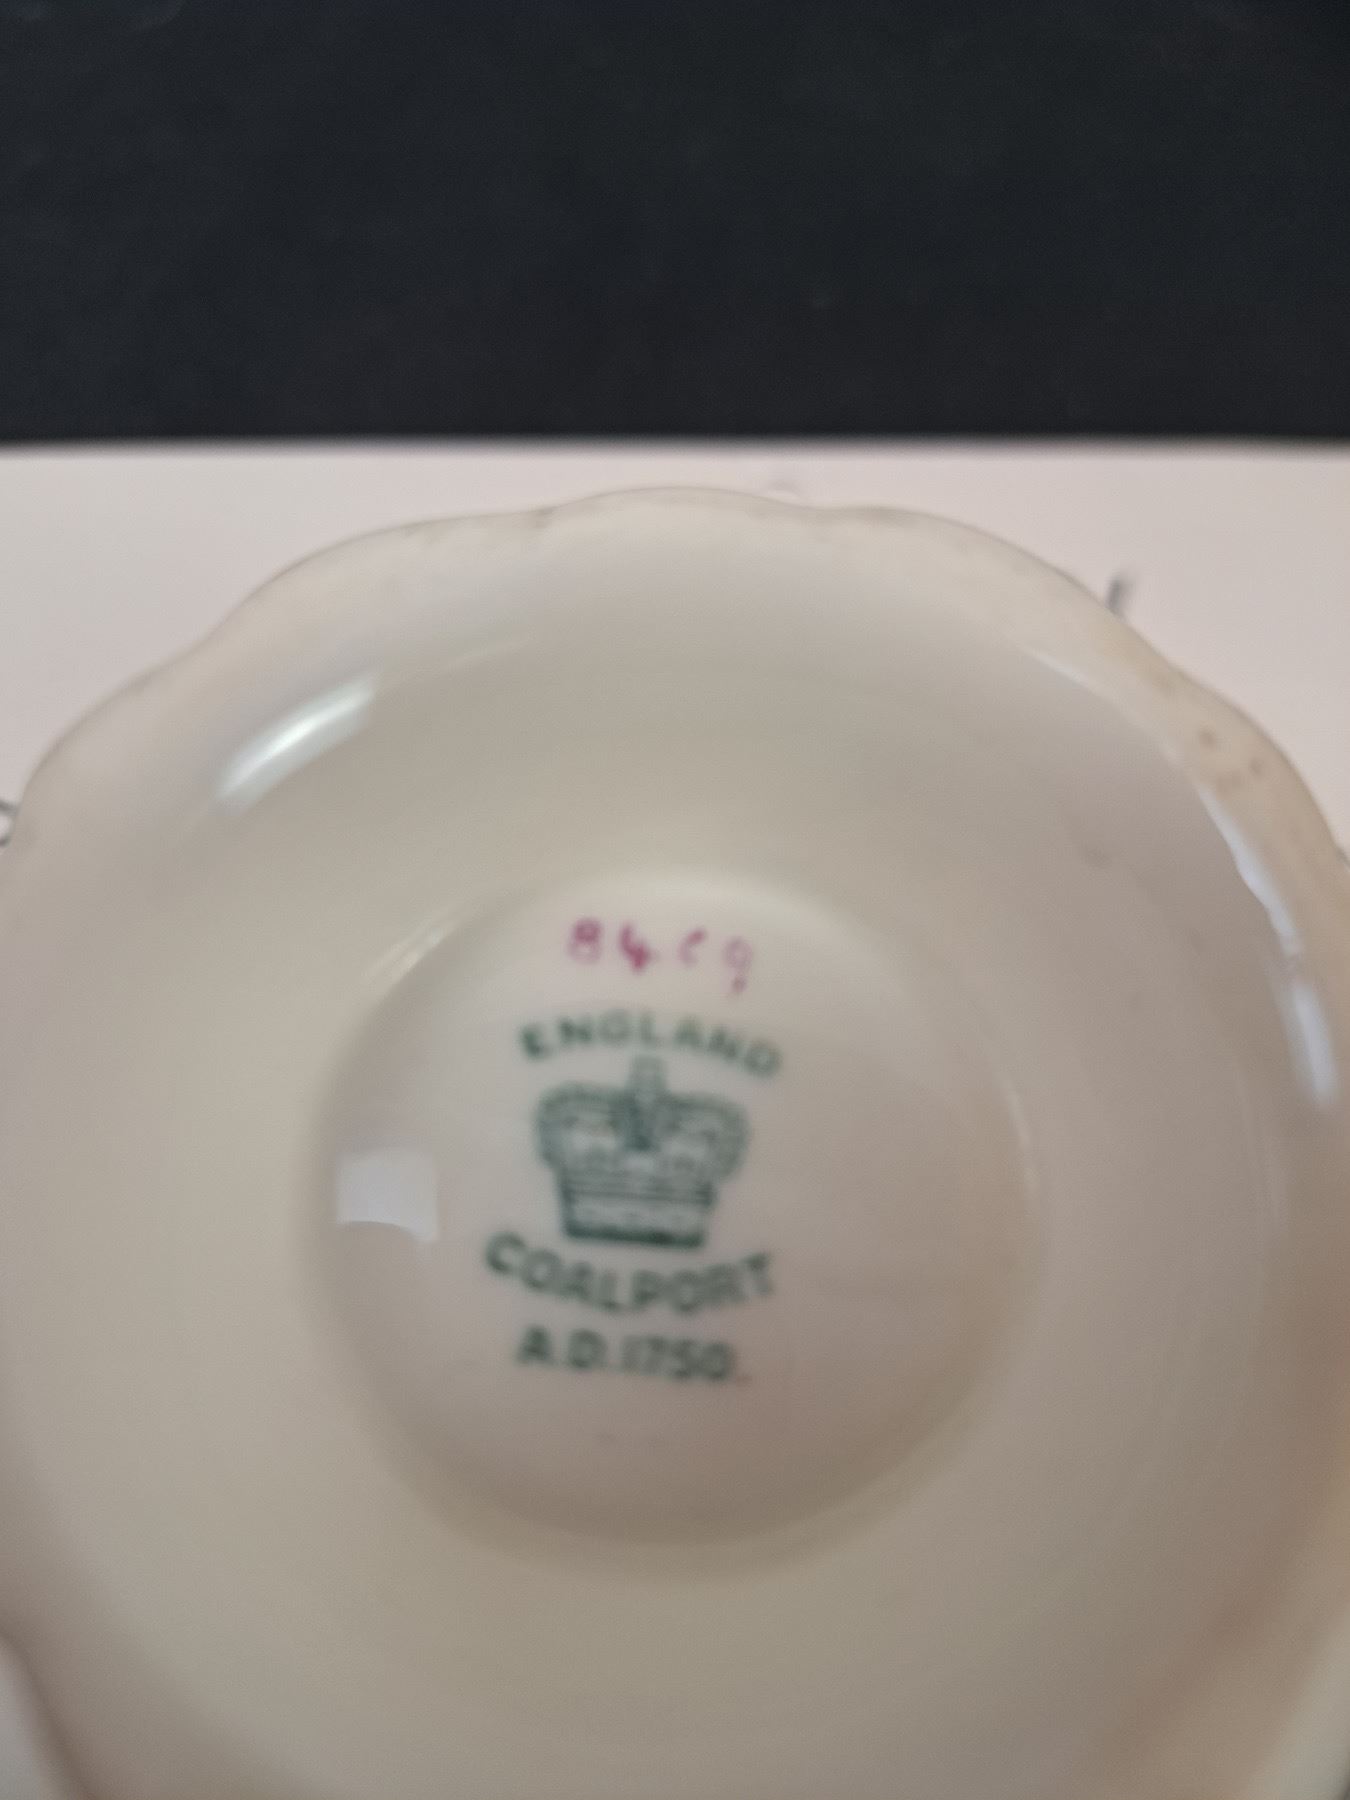 ENGLAND
COALPORT
A.D. 1750.